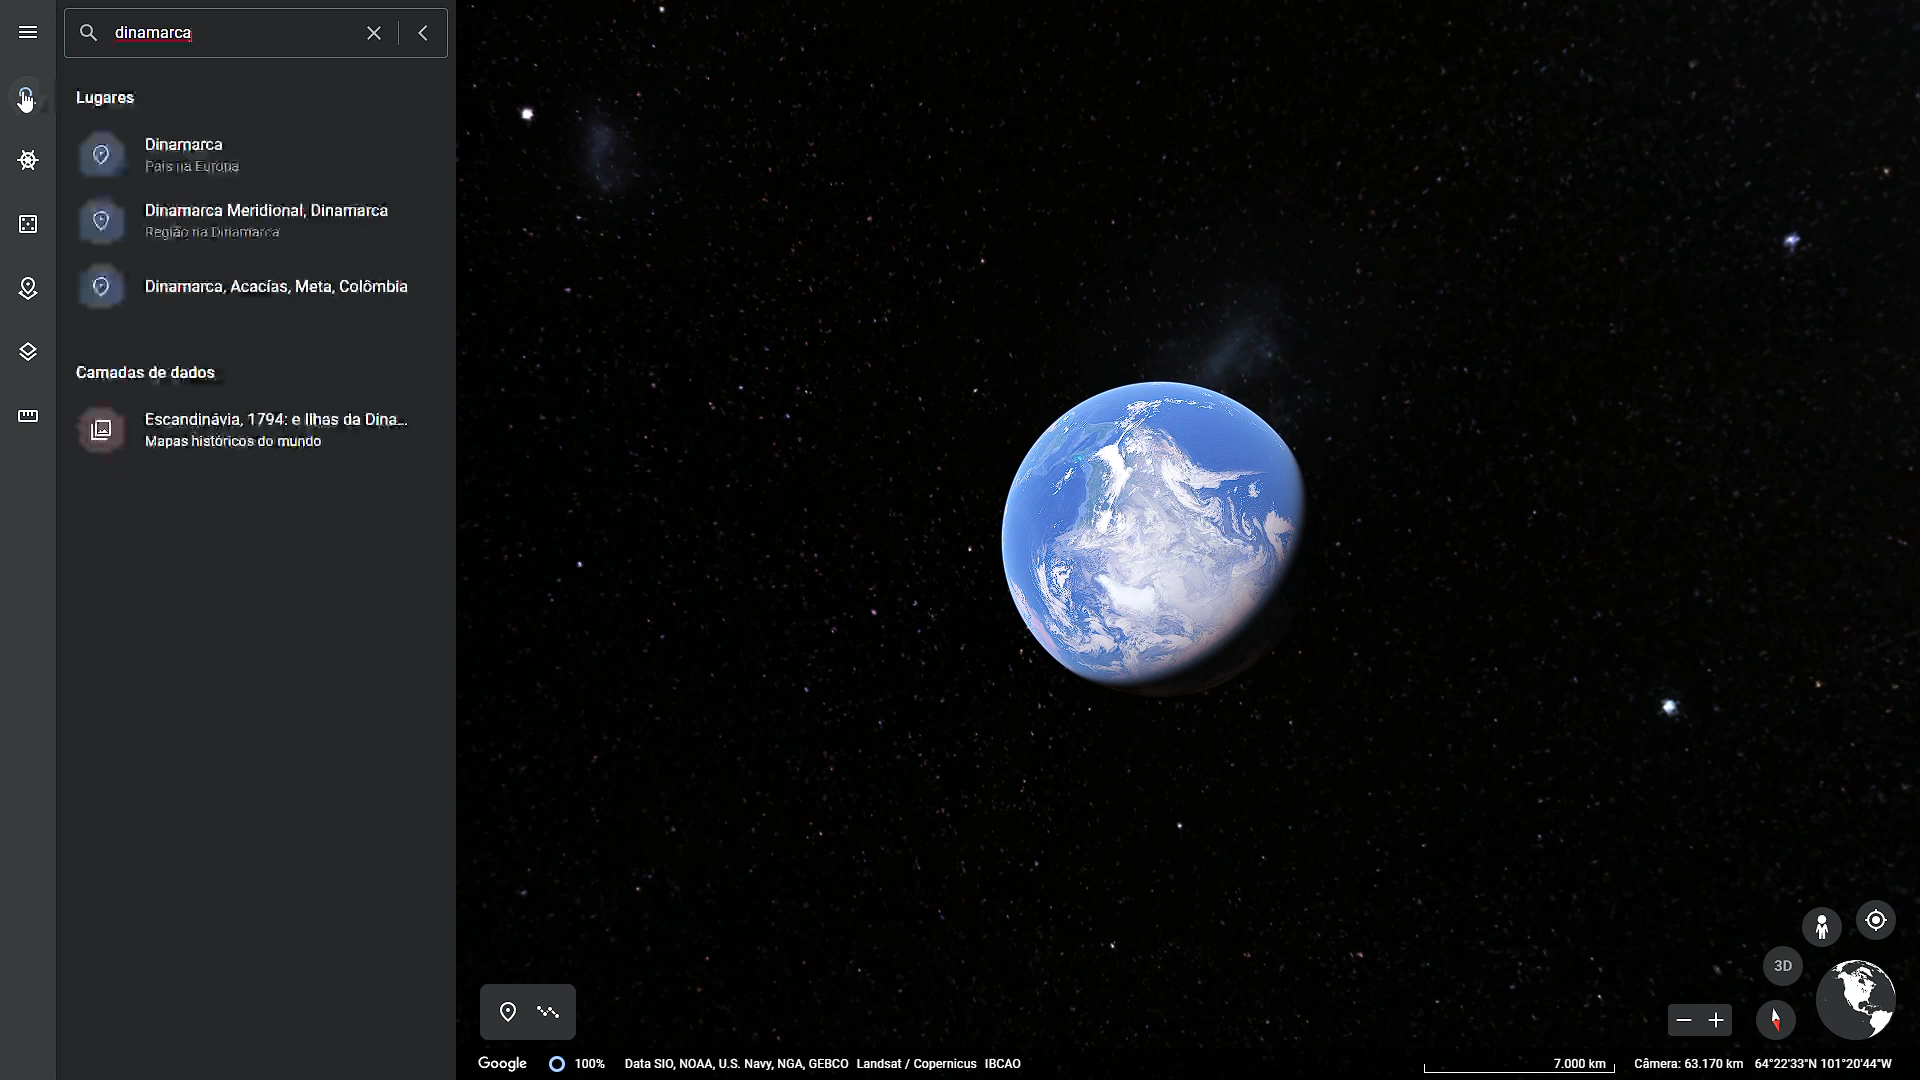 dinamarca
Lugares
Dinamarca
País na Europa
Dinamarca Meridional, Dinamarca
Região na Dinamarca
Dinamarca, Acacías, Meta, Colômbia
Camadas de dados
Escandinávia, 1794: e Ilhas da Dina...
Mapas históricos do mundo
3D
Google 100% Data SIO, NOAA, U.S. Navy, NGA, GEBCO Landsat / Copernicus IBCAO 7.000 km Câmera: 63.170 km 64°22'33"N 101°20'44"W